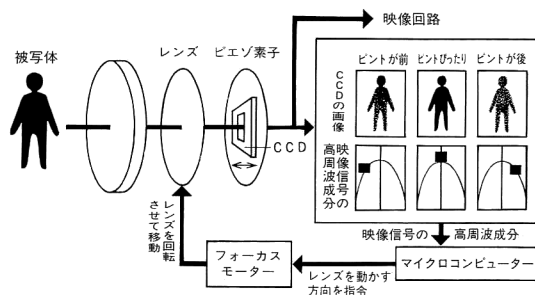 映像回路
被写体
レンズ
ピエゾ素子
CCD
CCDの画像
ピントが前
ピントぴったり
ピントが後
映像信号の
高周波成分
映像信号の
高周波成分
レンズを回転
させて移動
フォーカス
モーター
レンズを動かす
方向を指令
マイクロコンピューター